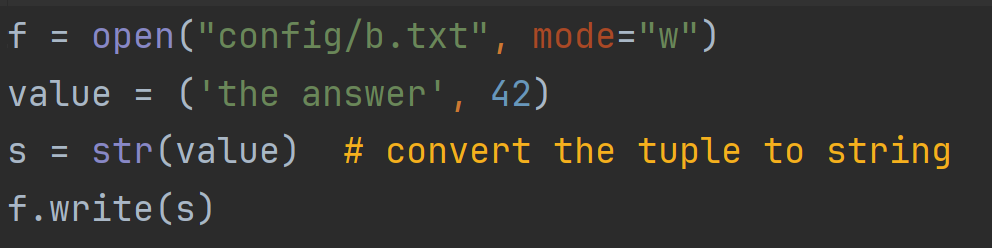 f = open("config/b.txt", mode="w")
value = ('the answer', 42)
s = str(value)  # convert the tuple to string
f.write(s)